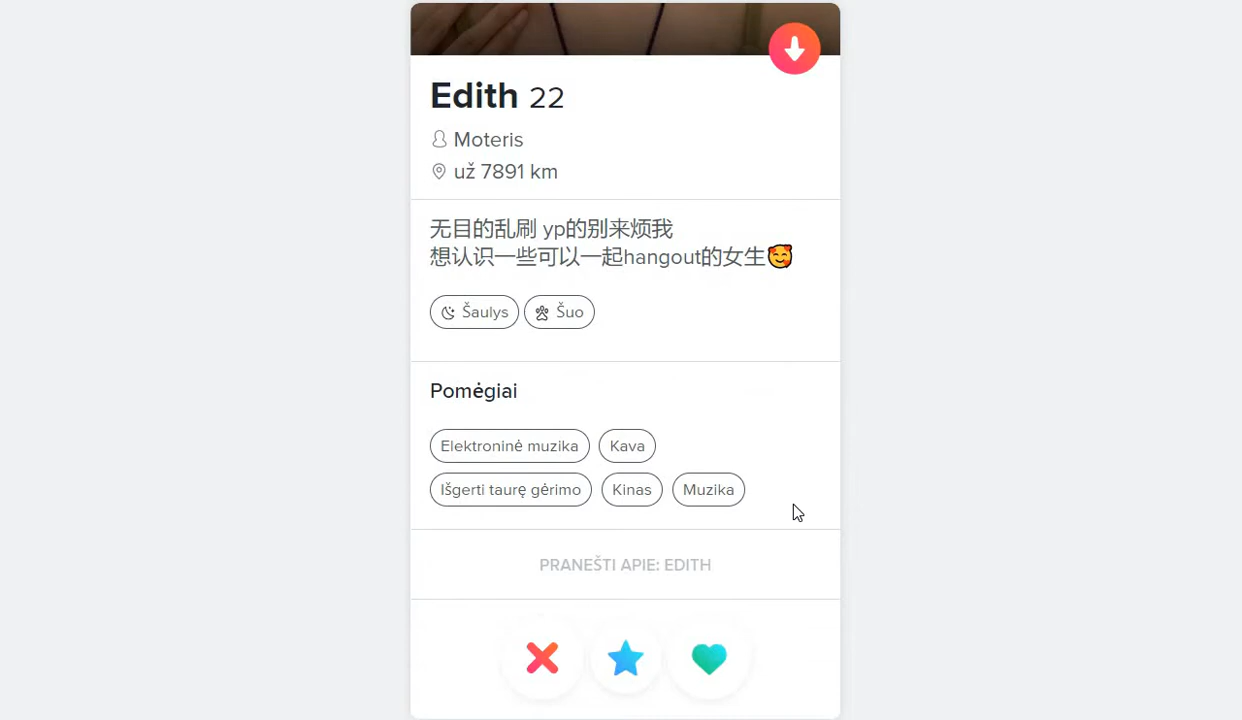 Edith 22
Moteris
už 7891 km
无目的乱刷 yp的别来烦我
想认识一些可以一起hangout的女生🥰
Šaulys Šuo
Pomėgiai
Elektroninė muzika Kava
Išgerti taurę gėrimo Kinas Muzika
PRANEŠTI APIE: EDITH